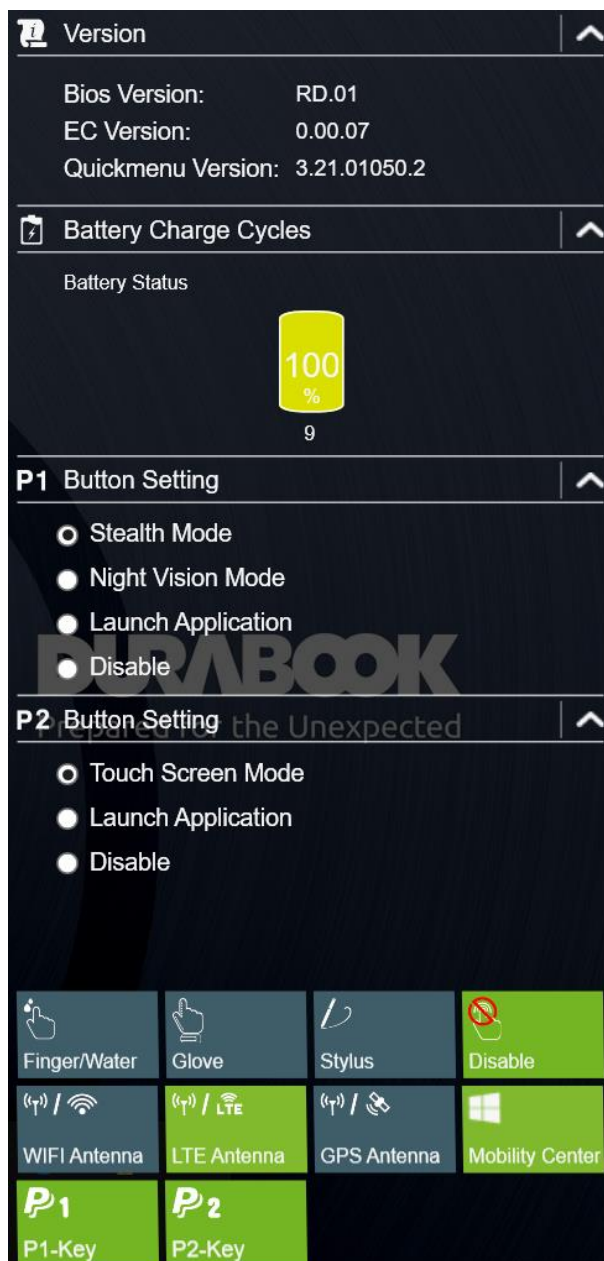 Version
Bios Version: RD.01
EC Version: 0.00.07
Quickmenu Version: 3.21.01050.2
Battery Charge Cycles
Battery Status
100
%
9
P1 Button Setting
Stealth Mode
Night Vision Mode
Launch Application
DURABOOK
Disable
P2 Button Setting
Prepared for the Unexpected
Touch Screen Mode
Launch Application
Disable
Finger/Water Glove Stylus Disable
LTE
WIFI Antenna LTE Antenna GPS Antenna Mobility Center
P1 P2
P1-Key P2-Key